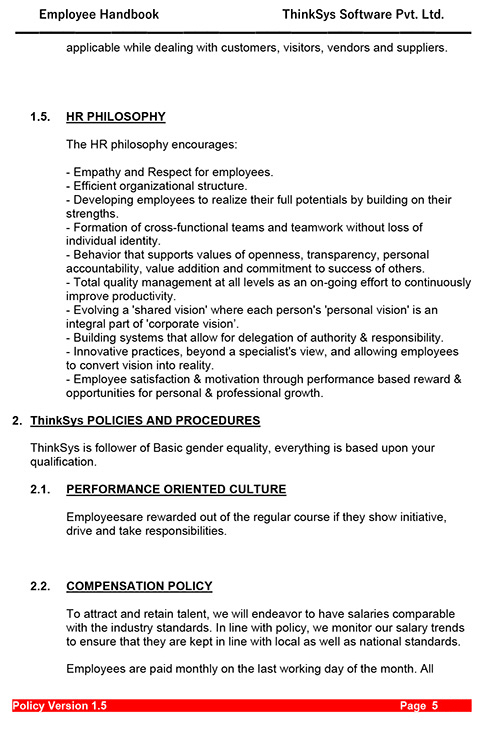 Employee Handbook ThinkSys Software Pvt. Ltd.
applicable while dealing with customers, visitors, vendors and suppliers.
1.5. HR PHILOSOPHY
The HR philosophy encourages:
- Empathy and Respect for employees.
- Efficient organizational structure.
- Developing employees to realize their full potentials by building on their
strengths.
- Formation of cross-functional teams and teamwork without loss of
individual identity.
- Behavior that supports values of openness, transparency, personal
accountability, value addition and commitment to success of others.
- Total quality management at all levels as an on-going effort to continuously
improve productivity.
- Evolving a 'shared vision' where each person's 'personal vision' is an
integral part of 'corporate vision’.
- Building systems that allow for delegation of authority & responsibility.
- Innovative practices, beyond a specialist's view, and allowing employees
to convert vision into reality.
- Employee satisfaction & motivation through performance based reward &
opportunities for personal & professional growth.
2. ThinkSys POLICIES AND PROCEDURES
ThinkSys is follower of Basic gender equality, everything is based upon your
qualification.
2.1. PERFORMANCE ORIENTED CULTURE
Employeesare rewarded out of the regular course if they show initiative,
drive and take responsibilities.
2.2. COMPENSATION POLICY
To attract and retain talent, we will endeavor to have salaries comparable
with the industry standards. In line with policy, we monitor our salary trends
to ensure that they are kept in line with local as well as national standards.
Employees are paid monthly on the last working day of the month. All
Policy Version 1.5 Page 5